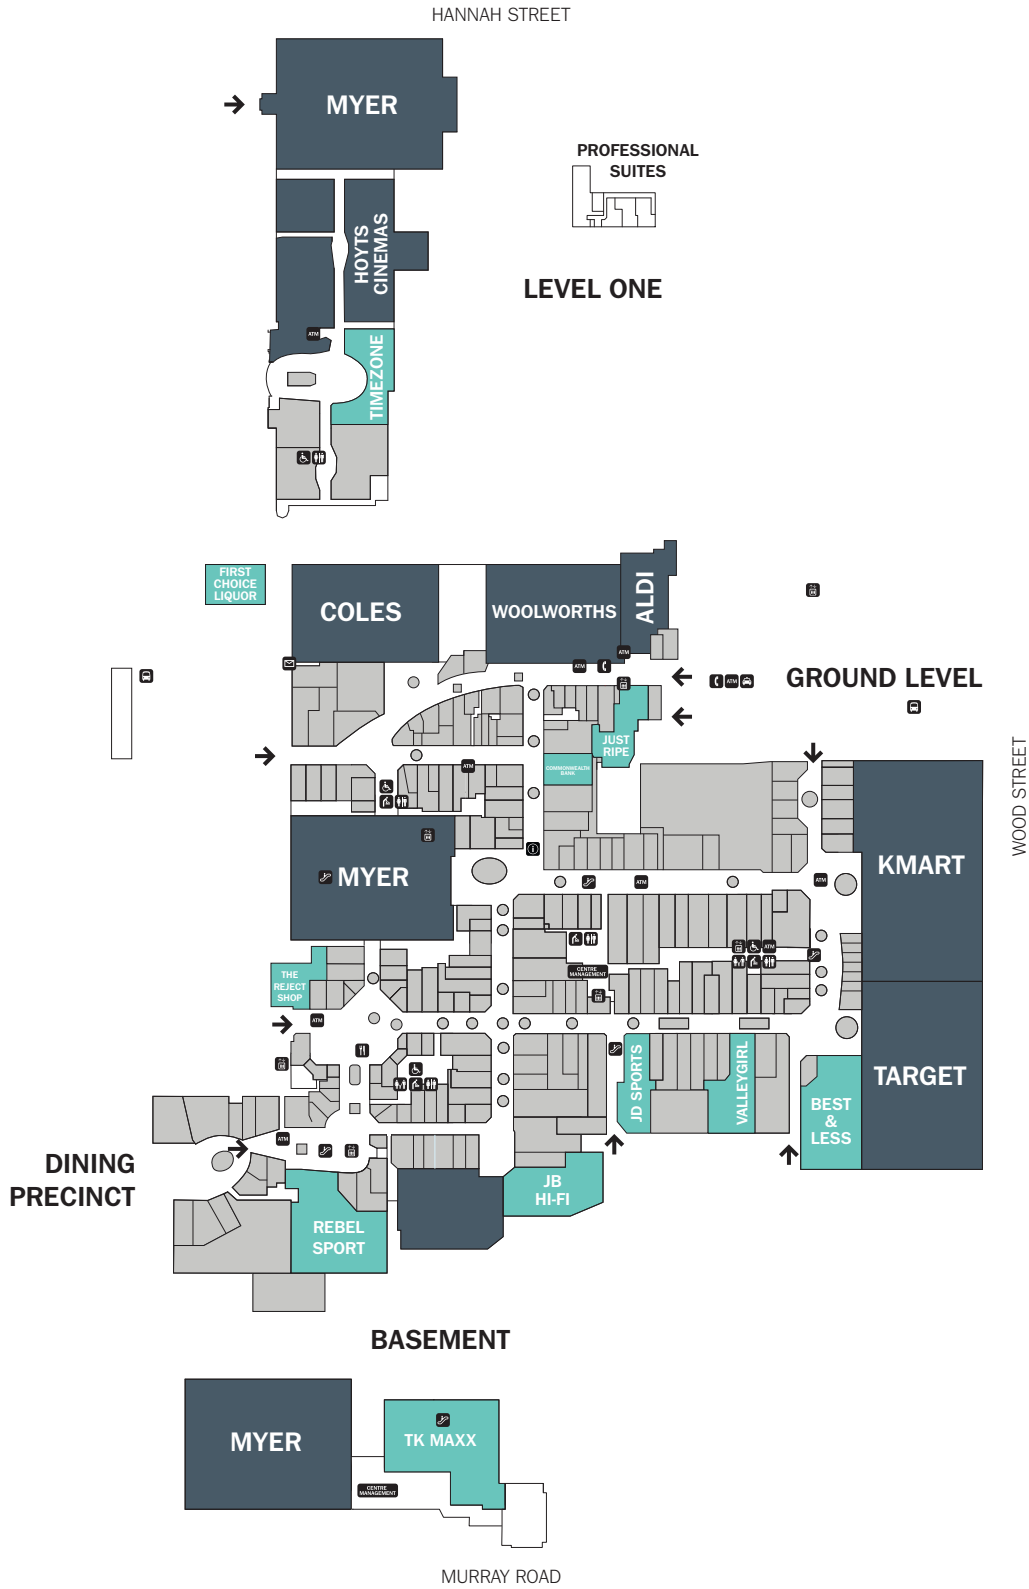 HANNAH STREET
MYER
PROFESSIONAL
SUITES
HOYTS
CINEMAS
LEVEL ONE
ATM
TIMEZONE
FIRST
CHOICE
LIQUOR
COLES
WOOLWORTHS
ALDI
ATM
ATM
ATM
GROUND LEVEL
JUST
RIPE
COMMONWEALTH
BANK
ATM
WOOD STREET
MYER
KMART
ATM
ATM
ATM
CENTRE
MANAGEMENT
THE
REJECT
SHOP
ATM
JD SPORTS
VALLEYGIRL
TARGET
BEST
&
LESS
ATM
DINING
PRECINCT
JB
HI-FI
REBEL
SPORT
BASEMENT
MYER
TK MAXX
CENTRE
MANAGEMENT
MURRAY ROAD